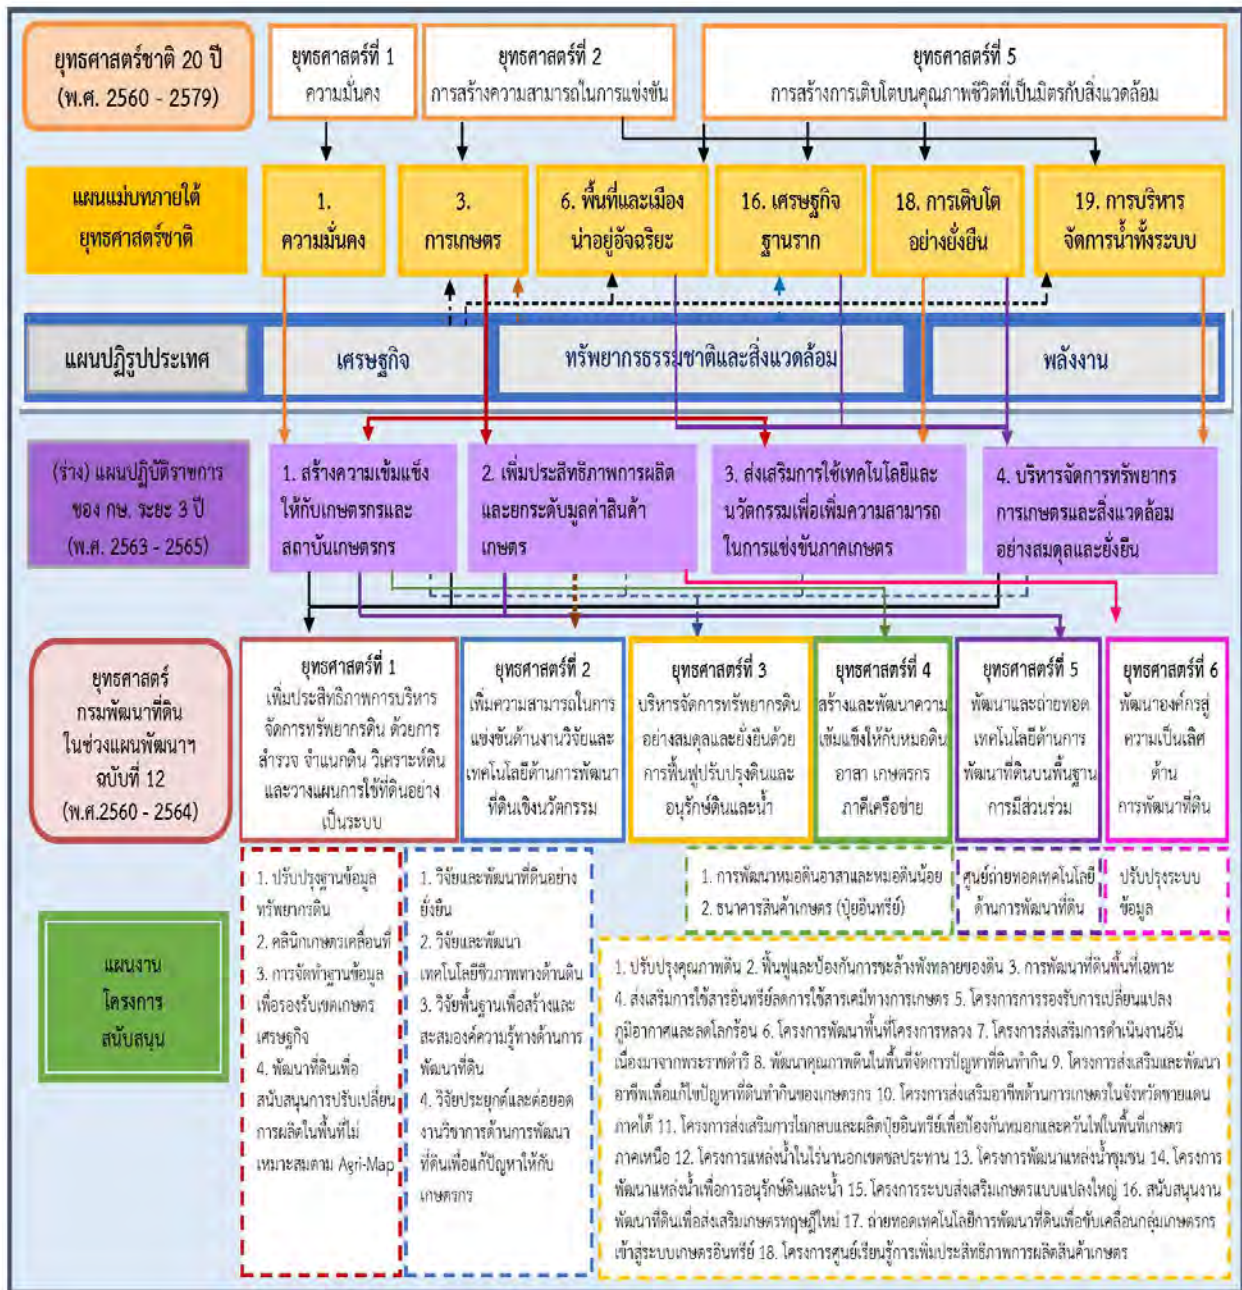 ยุทธศาสตร์ชาติ 20 ปี
(พ.ศ. 2560 - 2579)
ยุทธศาสตร์ที่ 1
ความมั่นคง
ยุทธศาสตร์ที่ 2
การสร้างความสามารถในการแข่งขัน
ยุทธศาสตร์ที่ 5
การสร้างการเติบโตบนคุณภาพชีวิตที่เป็นมิตรกับสิ่งแวดล้อม
แผนแม่บทภายใต้
ยุทธศาสตร์ชาติ
1.
ความมั่นคง
3.
การเกษตร
6. พื้นที่และเมือง
น่าอยู่อัจฉริยะ
16. เศรษฐกิจ
ฐานราก
18. การเติบโต
อย่างยั่งยืน
19. การบริหาร
จัดการน้ำทั้งระบบ
แผนปฏิรูปประเทศ
เศรษฐกิจ
ทรัพยากรธรรมชาติและสิ่งแวดล้อม
พลังงาน
(ร่าง) แผนปฏิบัติราชการ
ของ กษ. ระยะ 3 ปี
(พ.ศ. 2563 - 2565)
1. สร้างความเข้มแข็ง
ให้กับเกษตรกรและ
สถาบันเกษตรกร
2. เพิ่มประสิทธิภาพการผลิต
และยกระดับมูลค่าสินค้า
เกษตร
3. ส่งเสริมการใช้เทคโนโลยีและ
นวัตกรรมเพื่อเพิ่มความสามารถ
ในการแข่งขันภาคเกษตร
4. บริหารจัดการทรัพยากร
การเกษตรและสิ่งแวดล้อม
อย่างสมดุลและยั่งยืน
ยุทธศาสตร์
กรมพัฒนาที่ดิน
ในช่วงแผนพัฒนาฯ
ฉบับที่ 12
(พ.ศ.2560 - 2564)
ยุทธศาสตร์ที่ 1
เพิ่มประสิทธิภาพการบริหาร
จัดการทรัพยากรดิน ด้วยการ
สำรวจ จำแนกดิน วิเคราะห์ดิน
และวางแผนการใช้ที่ดินอย่าง
เป็นระบบ
ยุทธศาสตร์ที่ 2
เพิ่มความสามารถในการ
แข่งขันด้านงานวิจัยและ
เทคโนโลยีด้านการพัฒนา
ที่ดินเชิงนวัตกรรม
ยุทธศาสตร์ที่ 3
บริหารจัดการทรัพยากรดิน
อย่างสมดุลและยั่งยืนด้วย
การฟื้นฟูปรับปรุงดินและ
อนุรักษ์ดินและน้ำ
ยุทธศาสตร์ที่ 4
สร้างและพัฒนาความ
เข้มแข็งให้กับหมอดิน
อาสา เกษตรกร
ภาคีเครือข่าย
ยุทธศาสตร์ที่ 5
พัฒนาและถ่ายทอด
เทคโนโลยีด้านการ
พัฒนาที่ดินบนพื้นฐาน
การมีส่วนร่วม
ยุทธศาสตร์ที่ 6
พัฒนาองค์กรสู่
ความเป็นเลิศ
ด้าน
การพัฒนาที่ดิน
แผนงาน
โครงการ
สนับสนุน
1. ปรับปรุงฐานข้อมูล
ทรัพยากรดิน
2. คลินิกเกษตรเคลื่อนที่
3. การจัดทำฐานข้อมูล
เพื่อรองรับเขตเกษตร
เศรษฐกิจ
4. พัฒนาที่ดินเพื่อ
สนับสนุนการปรับเปลี่ยน
การผลิตในพื้นที่ไม่
เหมาะสมตาม Agri-Map
1. วิจัยและพัฒนาที่ดินอย่าง
ยั่งยืน
2. วิจัยและพัฒนา
เทคโนโลยีชีวภาพทางด้านดิน
3. วิจัยพื้นฐานเพื่อสร้างและ
สะสมองค์ความรู้ทางด้านการ
พัฒนาที่ดิน
4. วิจัยประยุกต์และต่อยอด
งานวิชาการด้านการพัฒนา
ที่ดินเพื่อแก้ปัญหาให้กับ
เกษตรกร
1. การพัฒนาหมอดินอาสาและหมอดินน้อย
2. ธนาคารสินค้าเกษตร (ปุ๋ยอินทรีย์)
ศูนย์ถ่ายทอดเทคโนโลยี
ด้านการพัฒนาที่ดิน
ปรับปรุงระบบ
ข้อมูล
1. ปรับปรุงคุณภาพดิน 2. ฟื้นฟูและป้องกันการชะล้างพังทลายของดิน 3. การพัฒนาที่ดินพื้นที่เฉพาะ
4. ส่งเสริมการใช้สารอินทรีย์ลดการใช้สารเคมีทางการเกษตร 5. โครงการการรองรับการเปลี่ยนแปลง
ภูมิอากาศและลดโลกร้อน 6. โครงการพัฒนาพื้นที่โครงการหลวง 7. โครงการส่งเสริมการดำเนินงานอัน
เนื่องมาจากพระราชดำริ 8. พัฒนาคุณภาพดินในพื้นที่จัดการปัญหาที่ดินทำกิน 9. โครงการส่งเสริมและพัฒนา
อาชีพเพื่อแก้ไขปัญหาที่ดินทำกินของเกษตรกร 10. โครงการส่งเสริมอาชีพด้านการเกษตรในจังหวัดชายแดน
ภาคใต้ 11. โครงการส่งเสริมการไถกลบและผลิตปุ๋ยอินทรีย์เพื่อป้องกันหมอกและควันไฟในพื้นที่เกษตร
ภาคเหนือ 12. โครงการแหล่งน้ำในไร่นานอกเขตชลประทาน 13. โครงการพัฒนาแหล่งน้ำชุมชน 14. โครงการ
พัฒนาแหล่งน้ำเพื่อการอนุรักษ์ดินและน้ำ 15. โครงการระบบส่งเสริมเกษตรแบบแปลงใหญ่ 16. สนับสนุนงาน
พัฒนาที่ดินเพื่อส่งเสริมเกษตรทฤษฎีใหม่ 17. ถ่ายทอดเทคโนโลยีการพัฒนาที่ดินเพื่อขับเคลื่อนกลุ่มเกษตรกร
เข้าสู่ระบบเกษตรอินทรีย์ 18. โครงการศูนย์เรียนรู้การเพิ่มประสิทธิภาพการผลิตสินค้าเกษตร